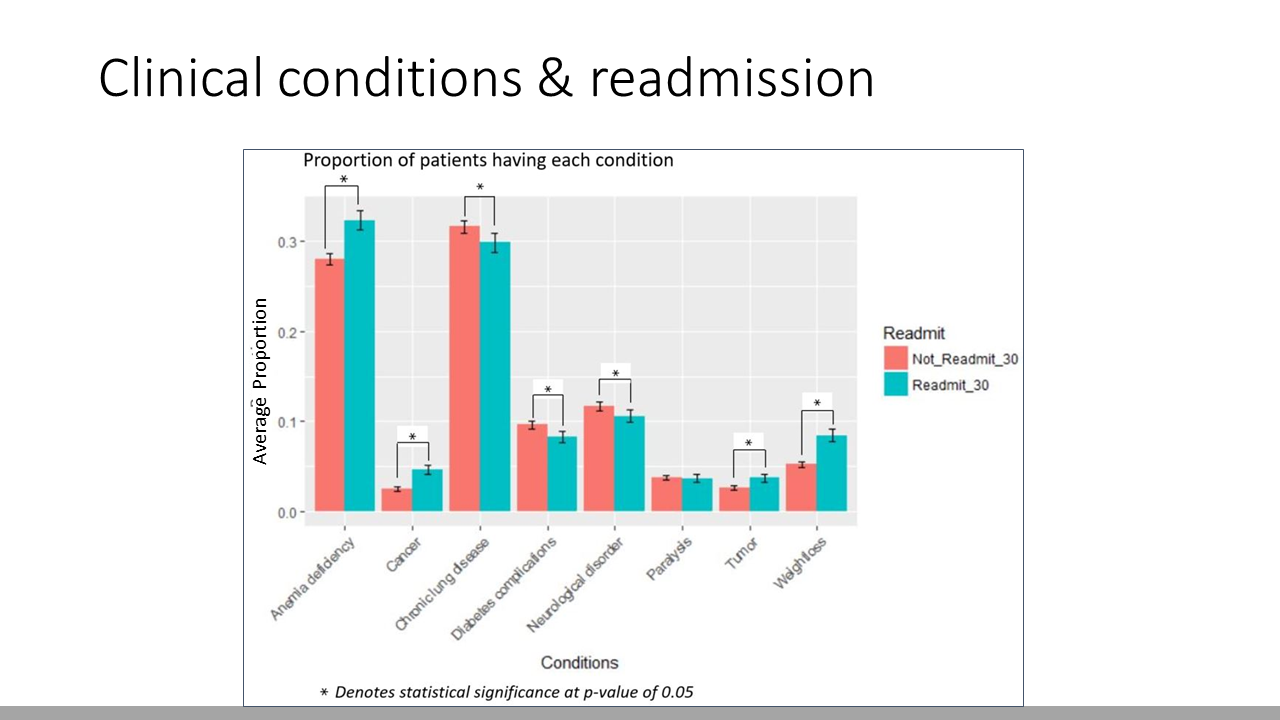 Clinical conditions & readmission
Proportion of patients having each condition
*
*
*
*
*
*
*
Average Proportion
0.3
0.2
0.1
0.0
Readmit
Not_Readmit_30
Readmit_30
Anemia deficiency
Cancer
Chronic lung disease
Diabetes complications
Neurological disorder
Paralysis
Tumor
Weightloss
Conditions
* Denotes statistical significance at p-value of 0.05